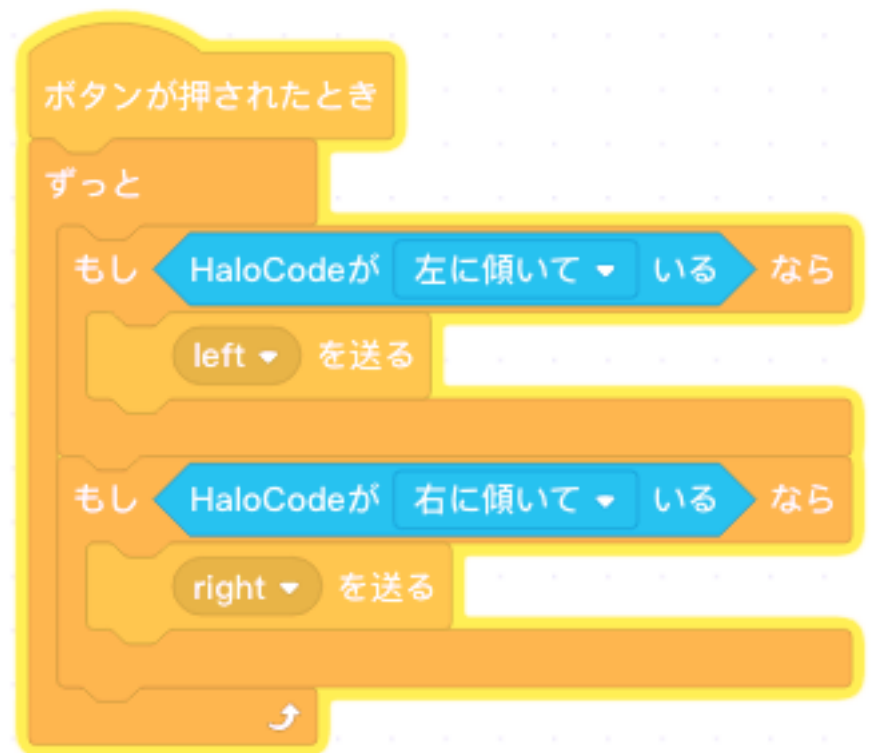 ボタンが押されたとき
ずっと
もし HaloCodeが 左に傾いて いる なら
left を送る
もし HaloCodeが 右に傾いて いる なら
right を送る